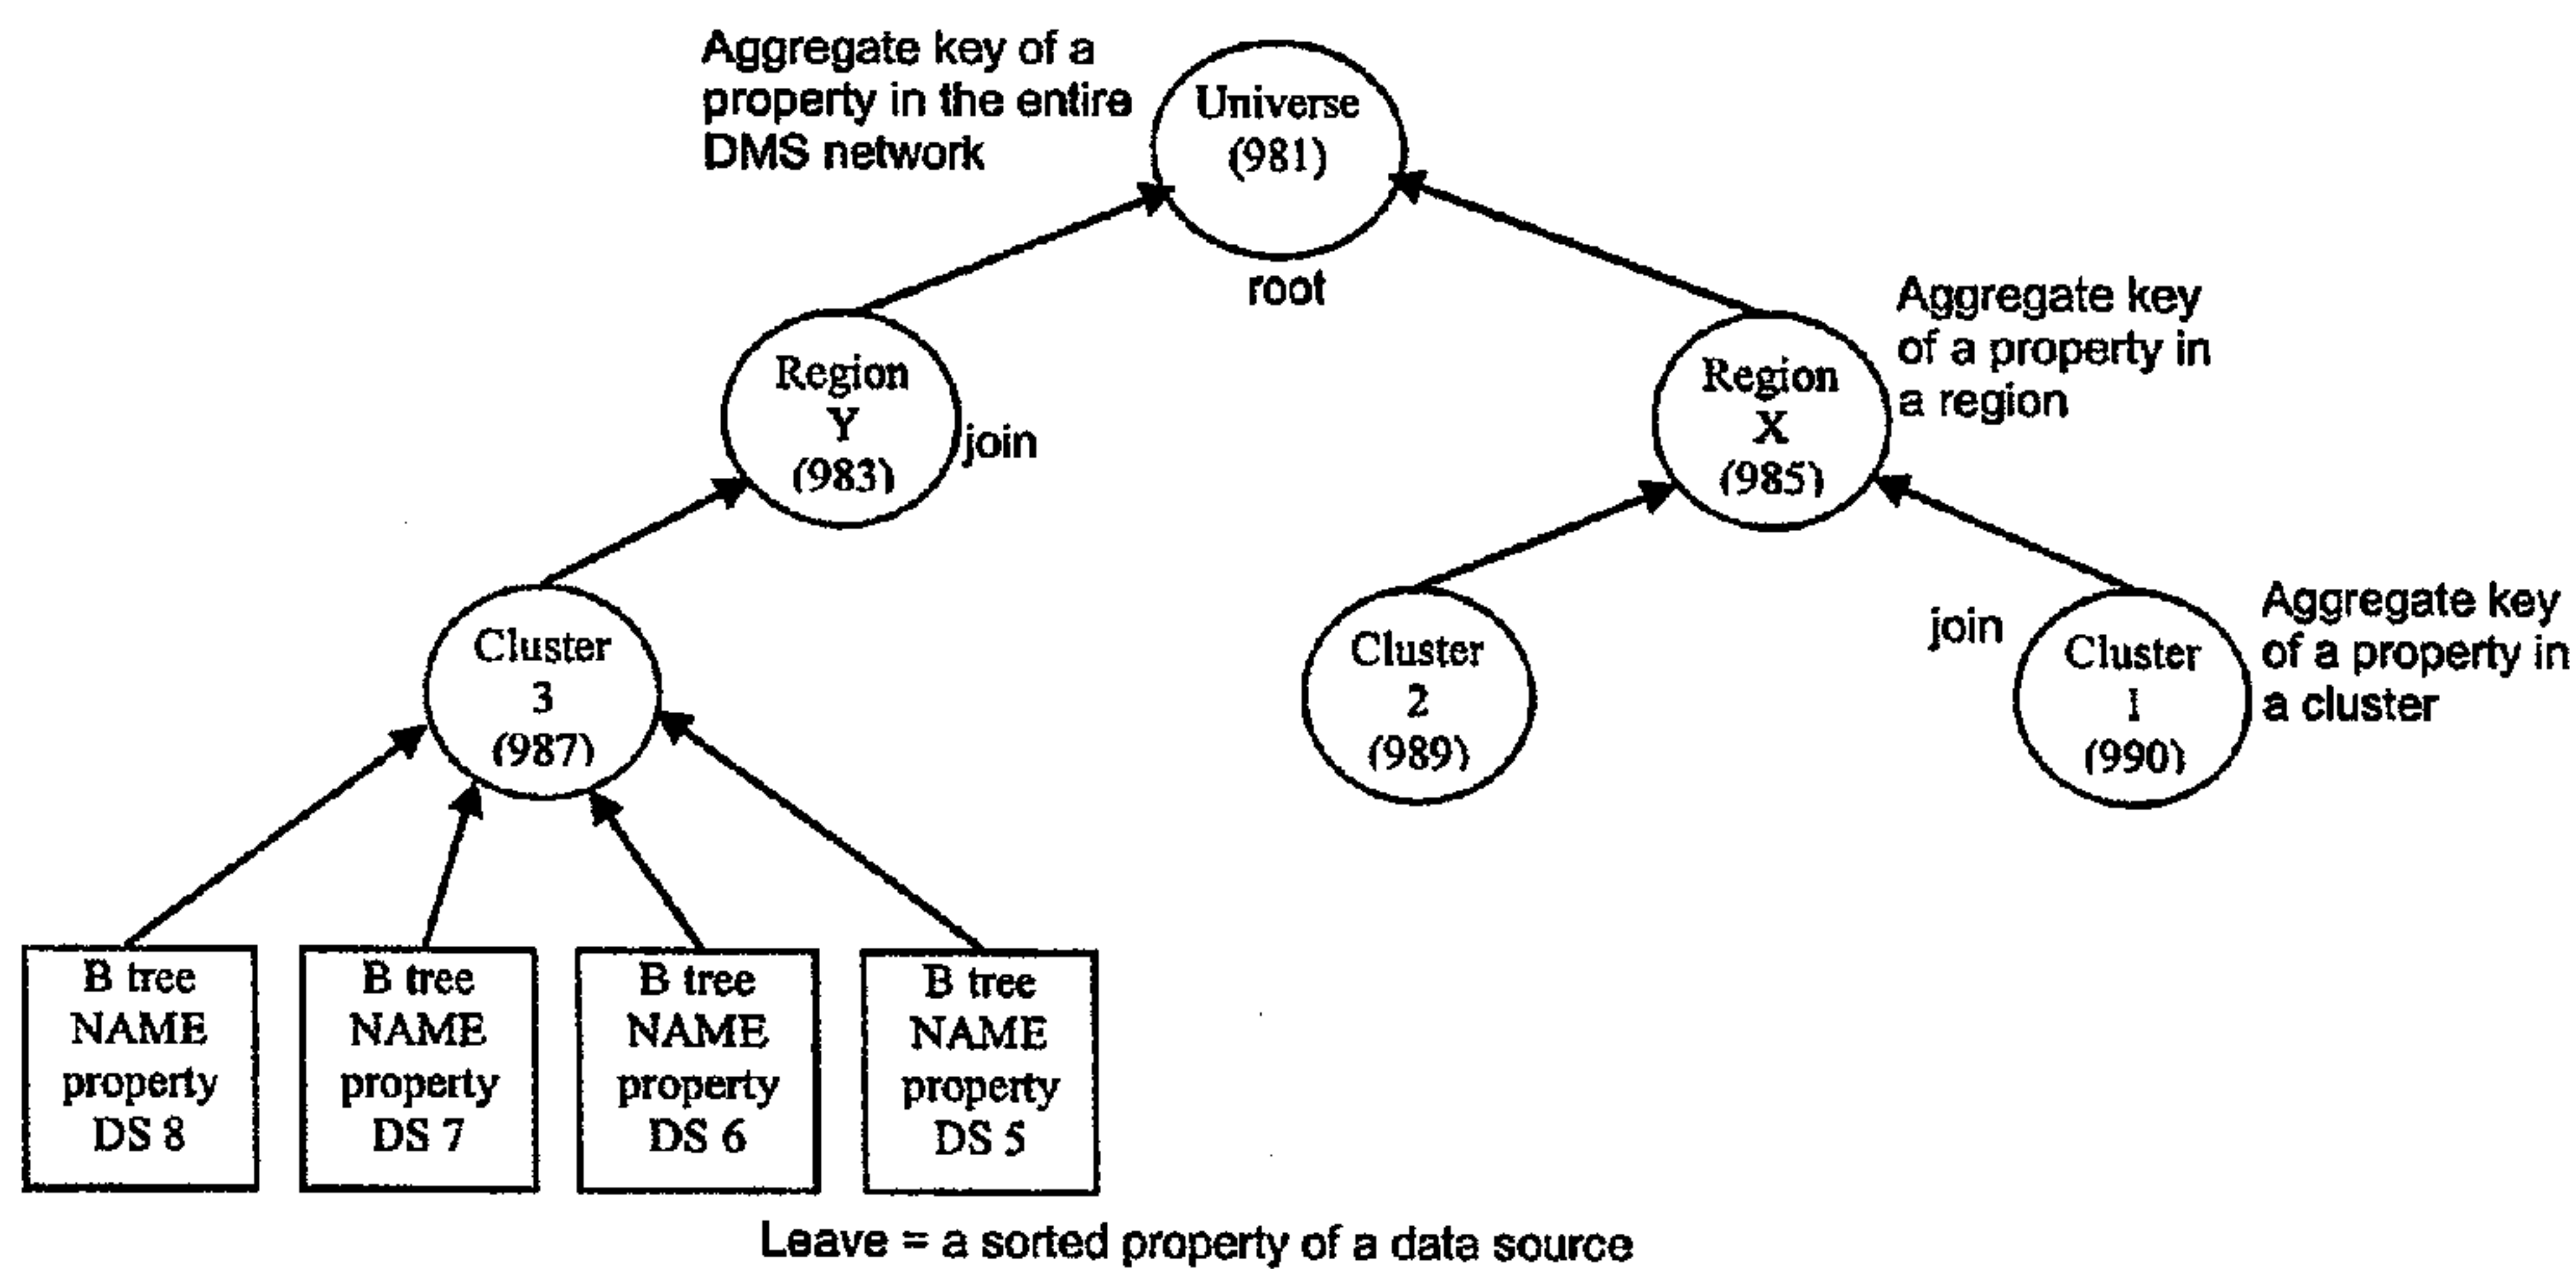 Aggregate key of a
property in the entire
DMS network
Universe
(981)
root
Region
Y
(983)
join
Region
X
(985)
Aggregate key
of a property in
a region
Cluster
3
(987)
Cluster
2
(989)
join
Cluster
1
(990)
Aggregate key
of a property in
a cluster
B tree
NAME
property
DS 8
B tree
NAME
property
DS 7
B tree
NAME
property
DS 6
B tree
NAME
property
DS 5
Leave = a sorted property of a data source